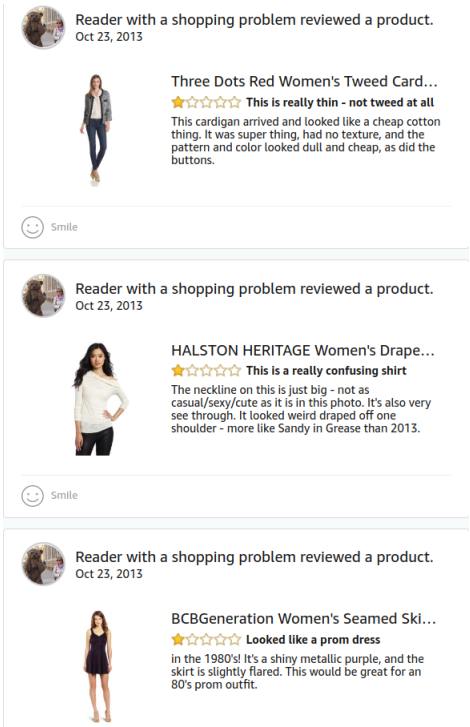 Reader with a shopping problem reviewed a product.
Oct 23, 2013
Three Dots Red Women's Tweed Card...
This is really thin - not tweed at all
This cardigan arrived and looked like a cheap cotton
thing. It was super thing, had no texture, and the
pattern and color looked dull and cheap, as did the
buttons.
Smile
Reader with a shopping problem reviewed a product.
Oct 23, 2013
HALSTON HERITAGE Women's Drape...
This is a really confusing shirt
The neckline on this is just big - not as
casual/sexy/cute as it is in this photo. It's also very
see through. It looked weird draped off one
shoulder - more like Sandy in Grease than 2013.
Smile
Reader with a shopping problem reviewed a product.
Oct 23, 2013
BCBGeneration Women's Seamed Ski...
Looked like a prom dress
in the 1980's! It's a shiny metallic purple, and the
skirt is slightly flared. This would be great for an
80's prom outfit.